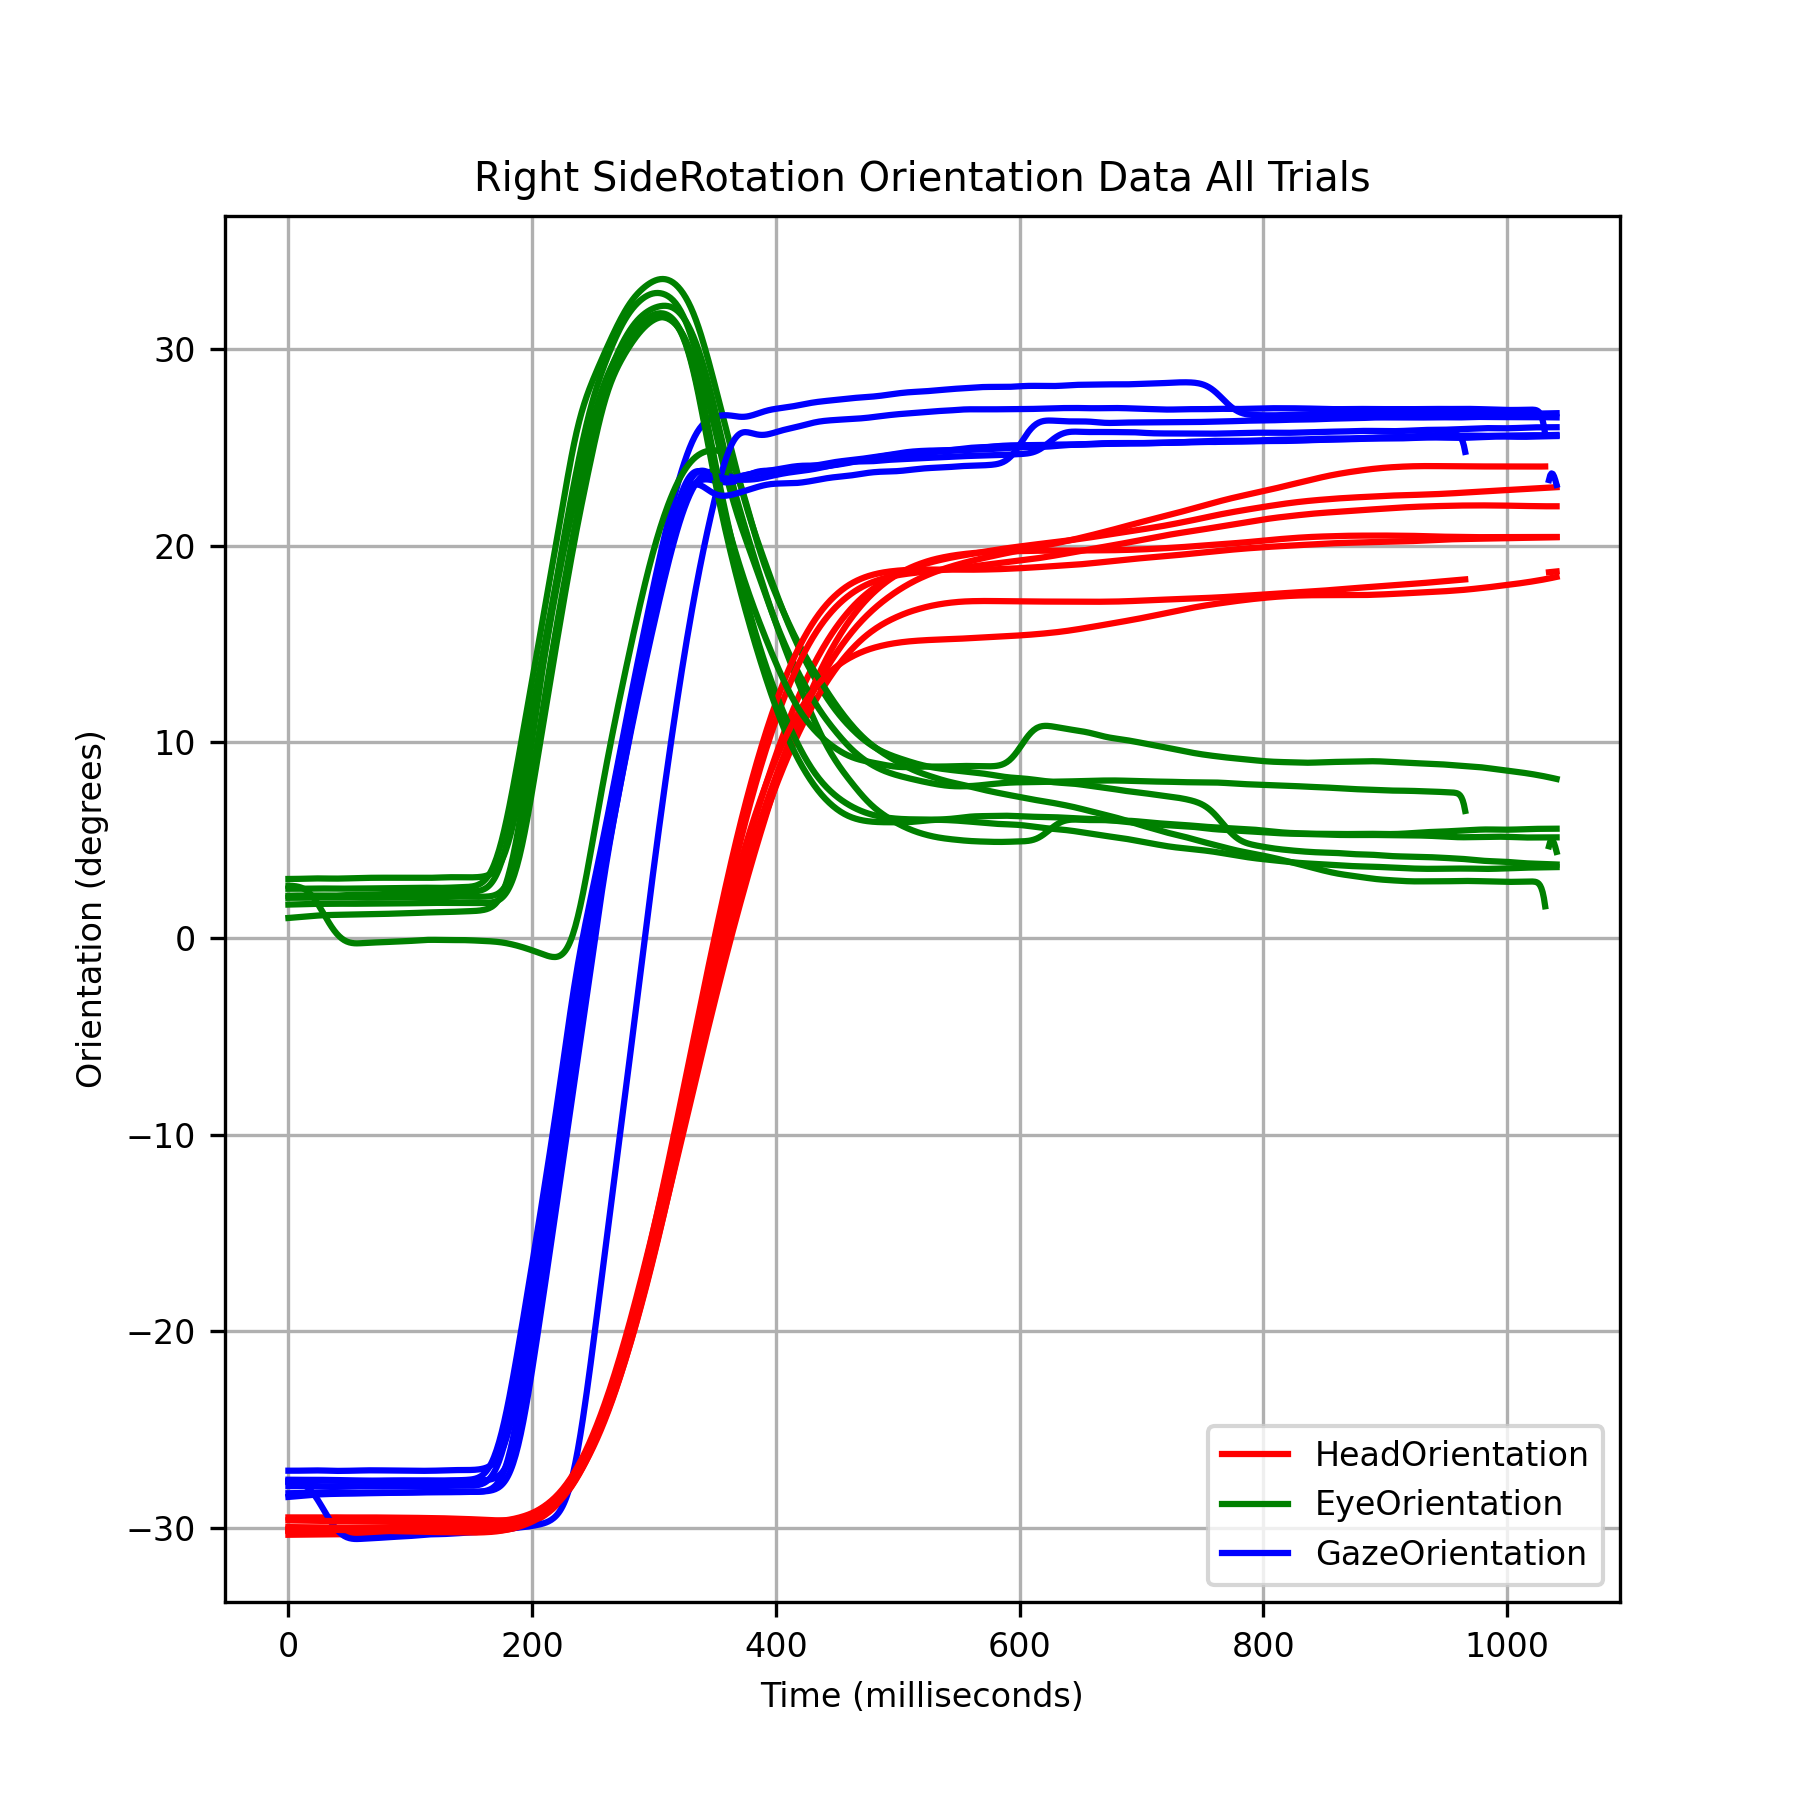 Right SideRotation Orientation Data All Trials
Orientation (degrees)
30
20
10
0
−10
−20
−30
0 200 400 600 800 1000
Time (milliseconds)
HeadOrientation
EyeOrientation
GazeOrientation